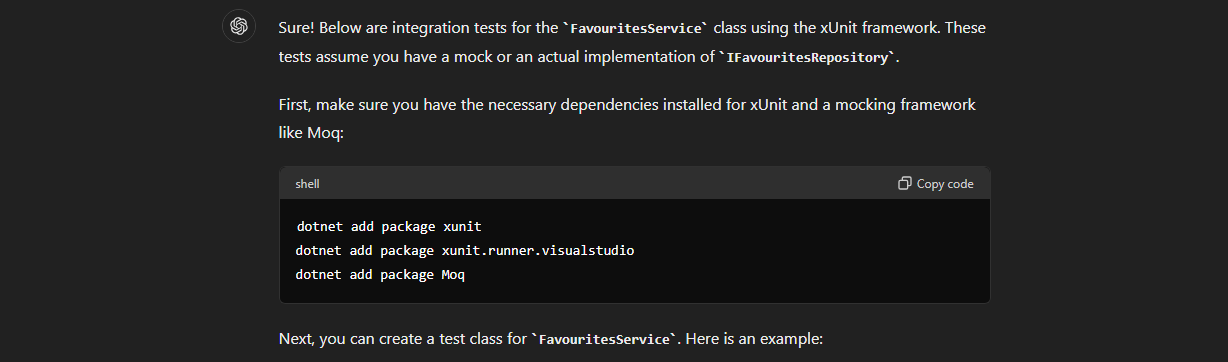 Sure! Below are integration tests for the `FavouritesService` class using the xUnit framework. These
tests assume you have a mock or an actual implementation of `IFavouritesRepository`.
First, make sure you have the necessary dependencies installed for xUnit and a mocking framework
like Moq:
shell Copy code
dotnet add package xunit
dotnet add package xunit.runner.visualstudio
dotnet add package Moq
Next, you can create a test class for `FavouritesService`. Here is an example: